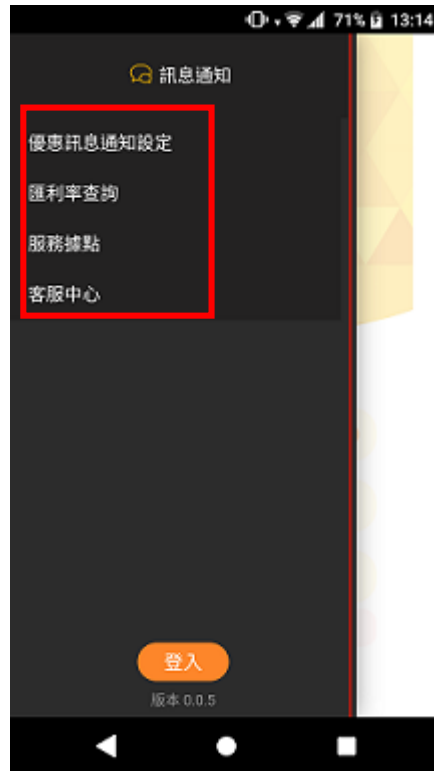 71% 13:14
訊息通知
優惠訊息通知設定
匯利率查詢
服務據點
客服中心
登入
版本 0.0.5